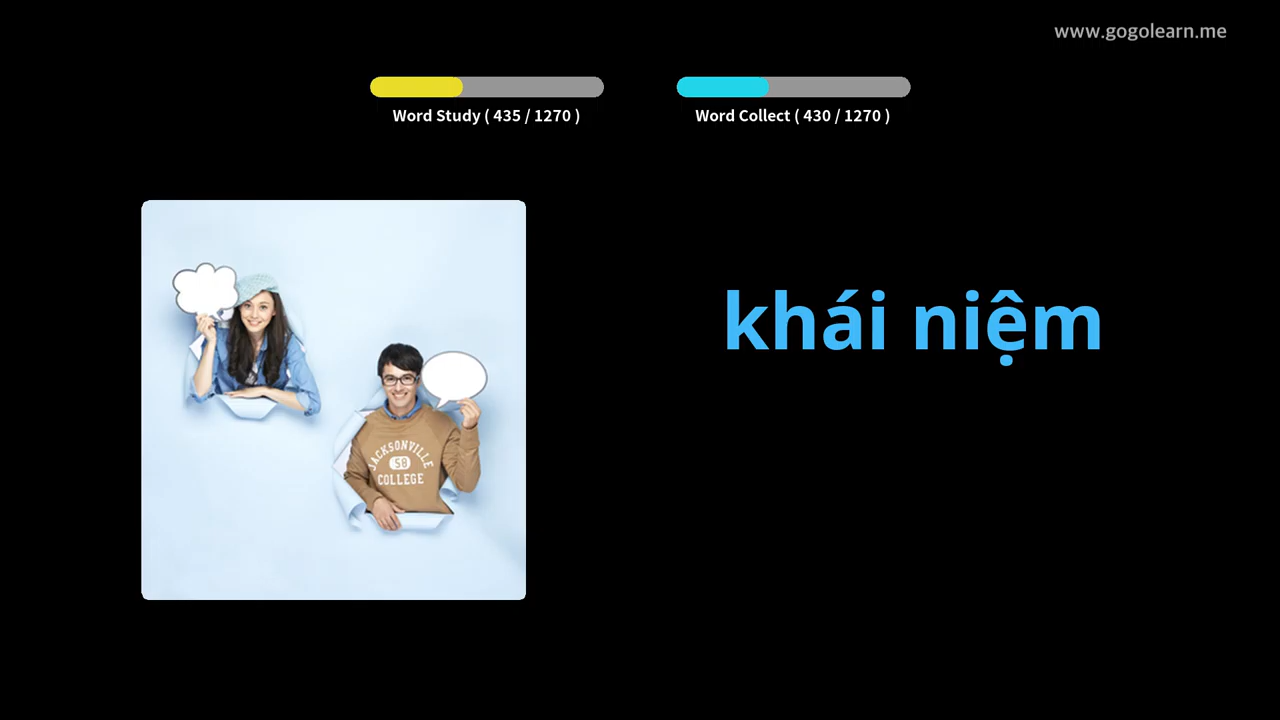 www.gogolearn.me
Word Study ( 435 / 1270 )
Word Collect ( 430 / 1270 )
khái niệm
JACKSONVILLE
58
COLLEGE